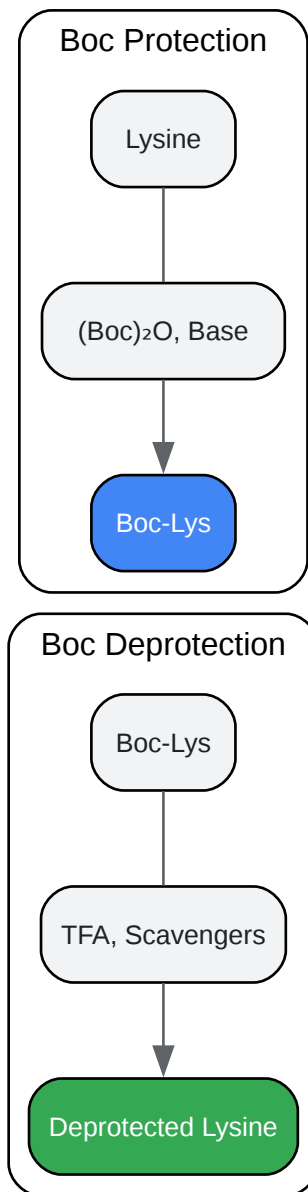 Boc Protection
Lysine
(Boc)₂O, Base
Boc-Lys
Boc Deprotection
Boc-Lys
TFA, Scavengers
Deprotected Lysine